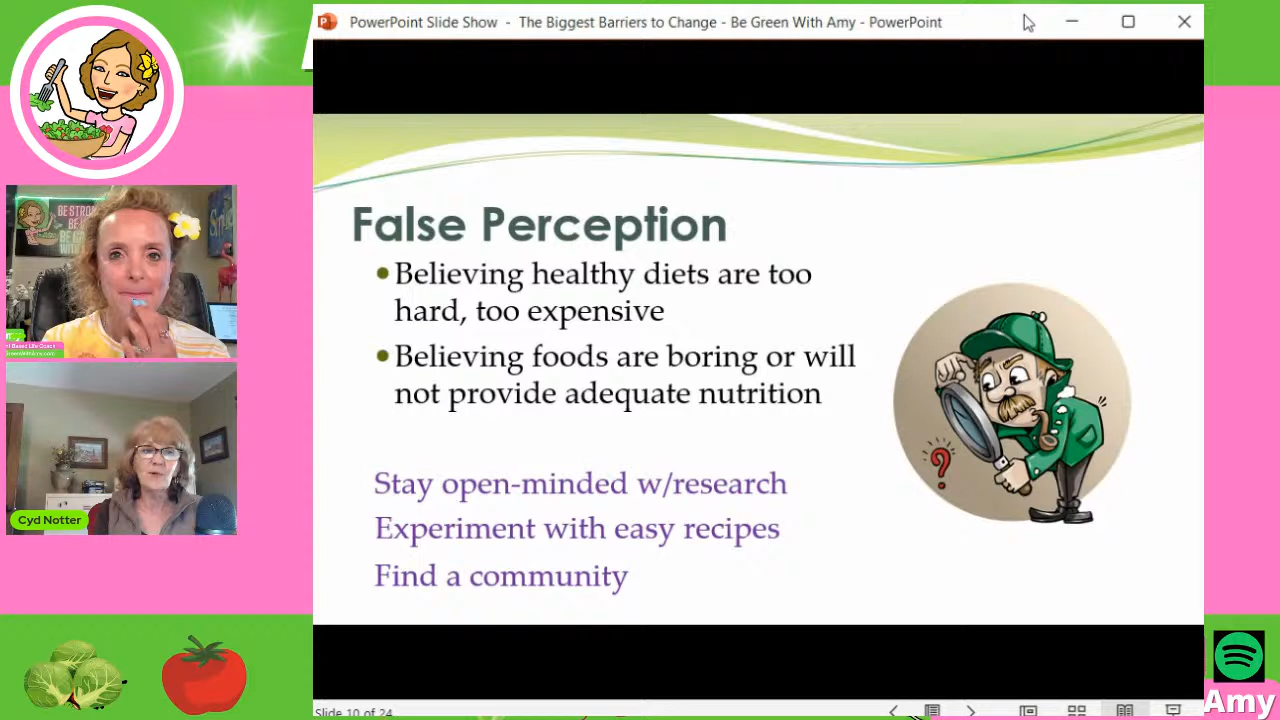 PowerPoint Slide Show - The Biggest Barriers to Change - Be Green With Amy - PowerPoint
False Perception
•Believing healthy diets are too
hard, too expensive
•Believing foods are boring or will
not provide adequate nutrition
Stay open-minded w/research
Experiment with easy recipes
Find a community
?
Cyd Notter
Slide 10 of 24
Amy